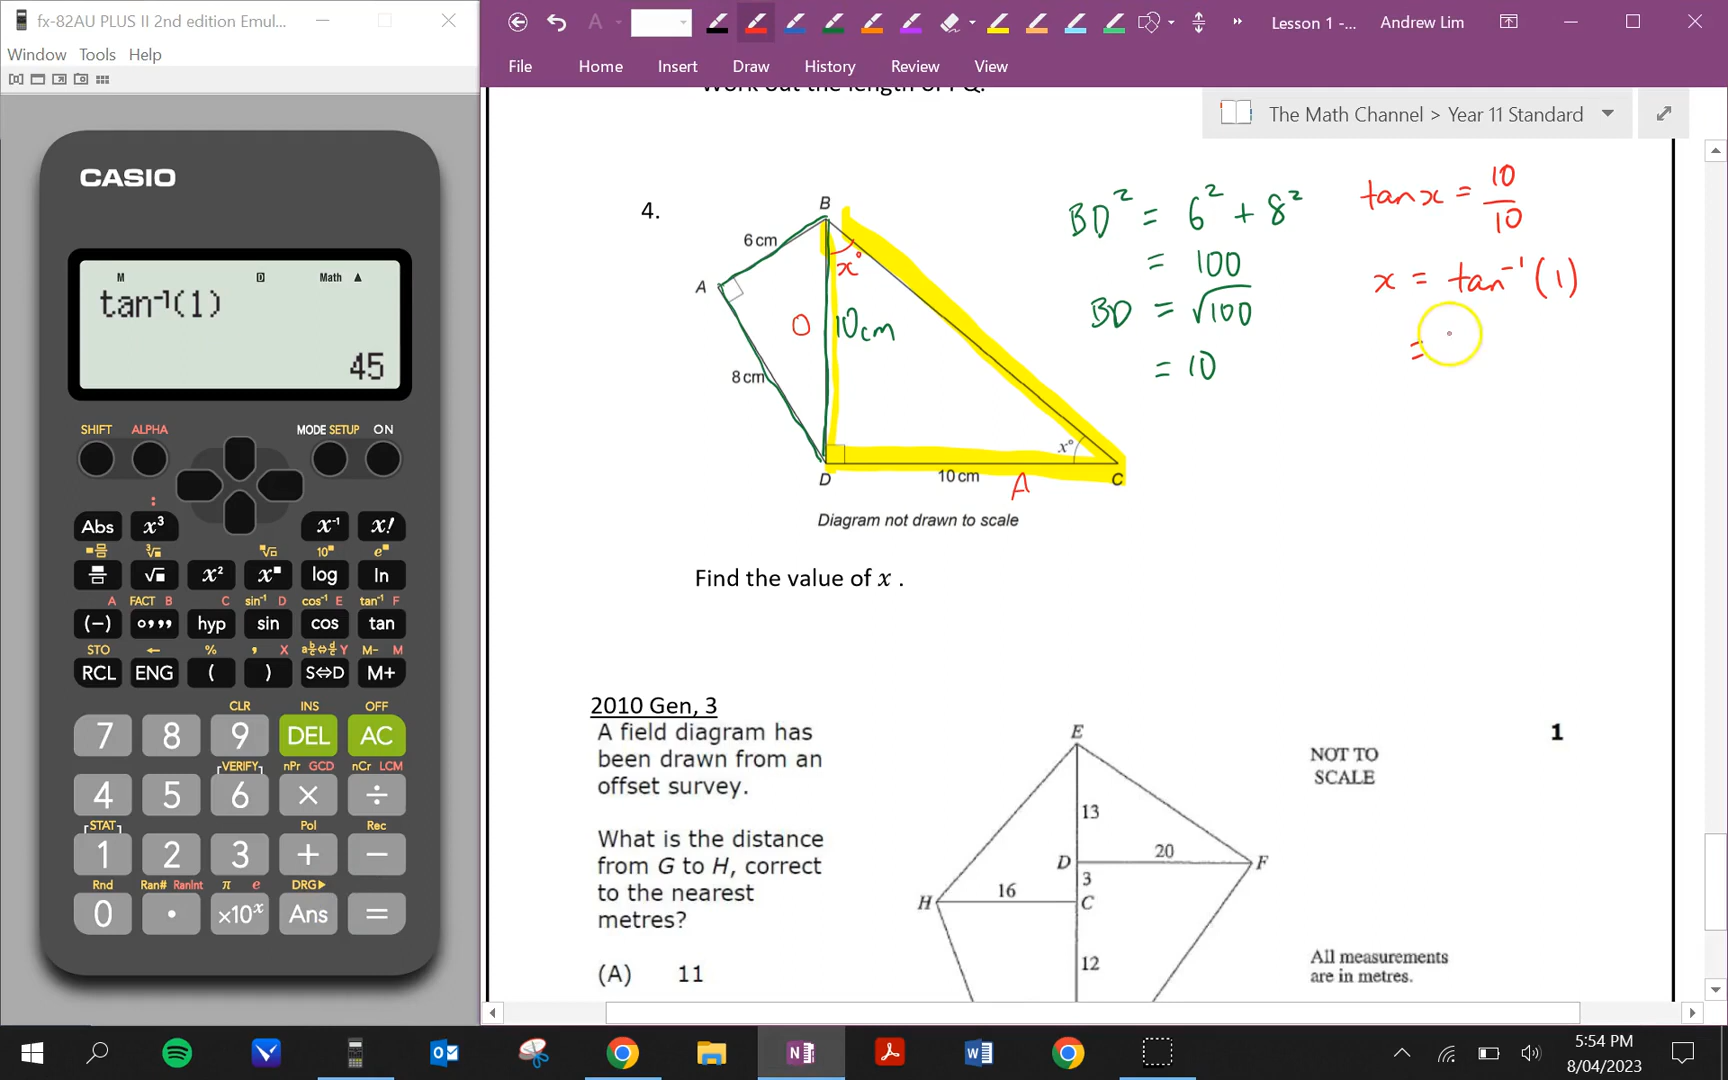 fx-82AU PLUS II 2nd edition Emul...
Window Tools Help
CASIO
M D Math ▲
tan⁻¹(1)
45
SHIFT ALPHA MODE SETUP ON
:
Abs x³ x⁻¹ x!
√ x² log ln
A FACT B C sin⁻¹ D cos⁻¹ E tan⁻¹ F
(−) °,,, hyp sin cos tan
STO ← % , X Y M- M
RCL ENG ( ) S⇔D M+
CLR INS OFF
7 8 9 DEL AC
VERIFY nPr GCD nCr LCM
4 5 6 × ÷
STAT Pol Rec
1 2 3 + −
Rnd Ran# RanInt π e DRG▶
0 • ×10ˣ Ans =
Lesson 1 -... Andrew Lim
File Home Insert Draw History Review View
Work out the length of PQ.
The Math Channel > Year 11 Standard
4.
B
6 cm
A
x°
O
10cm
8 cm
x°
D
10 cm
A
C
Diagram not drawn to scale
BD² = 6² + 8²
= 100
BD = √100
= 10
tan x = 10/10
x = tan⁻¹(1)
=
Find the value of x .
2010 Gen, 3
A field diagram has
been drawn from an
offset survey.
What is the distance
from G to H, correct
to the nearest
metres?
(A) 11
E
13
D
20
F
3
16
H
C
12
NOT TO
SCALE
1
All measurements
are in metres.
5:54 PM
8/04/2023